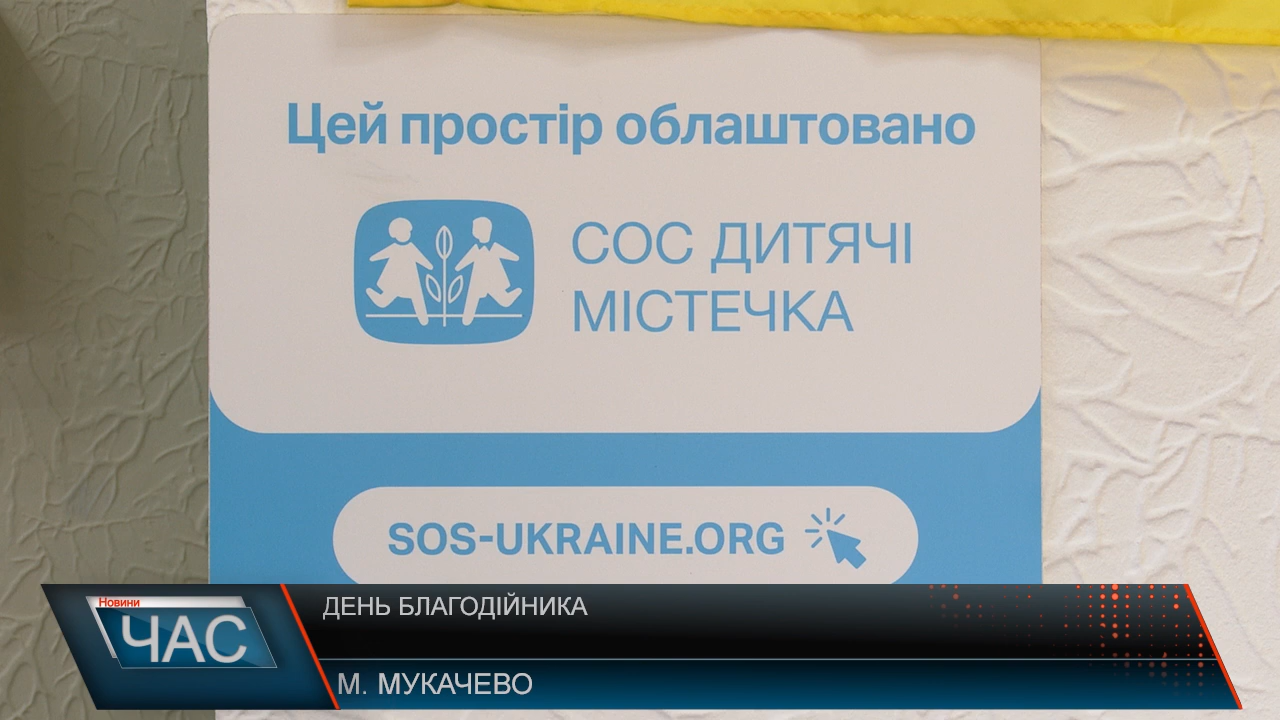 Цей простір облаштовано
СОС ДИТЯЧІ
МІСТЕЧКА
SOS-UKRAINE.ORG
Новини
ЧАС
ДЕНЬ БЛАГОДІЙНИКА
М. МУКАЧЕВО